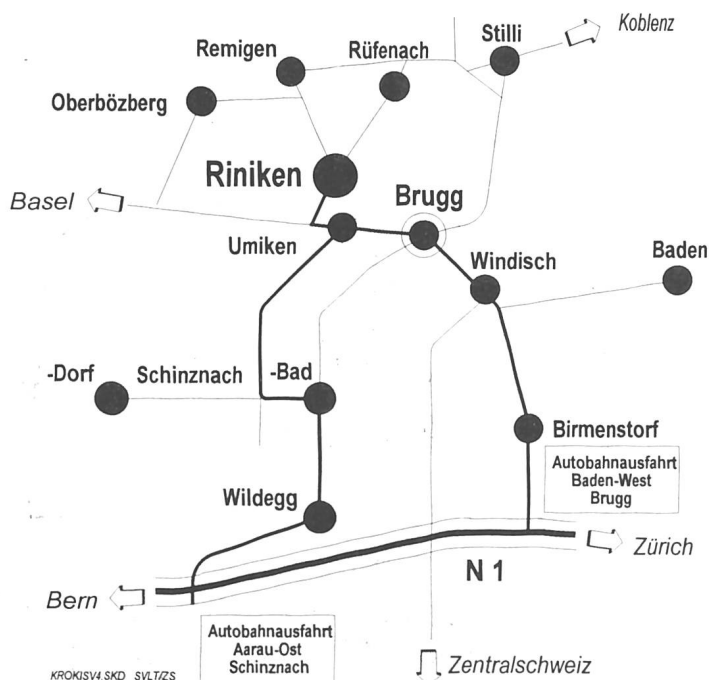 Koblenz
Stilli
Remigen
Rüfenach
Oberbözberg
Riniken
Basel
Brugg
Umiken
Windisch
Baden
-Dorf
Schinznach
-Bad
Birmenstorf
Autobahnausfahrt
Baden-West
Brugg
Wildegg
Zürich
N 1
Bern
Autobahnausfahrt
Aarau-Ost
Schinznach
Zentralschweiz
KROKISV4.SKD SVLT/ZS